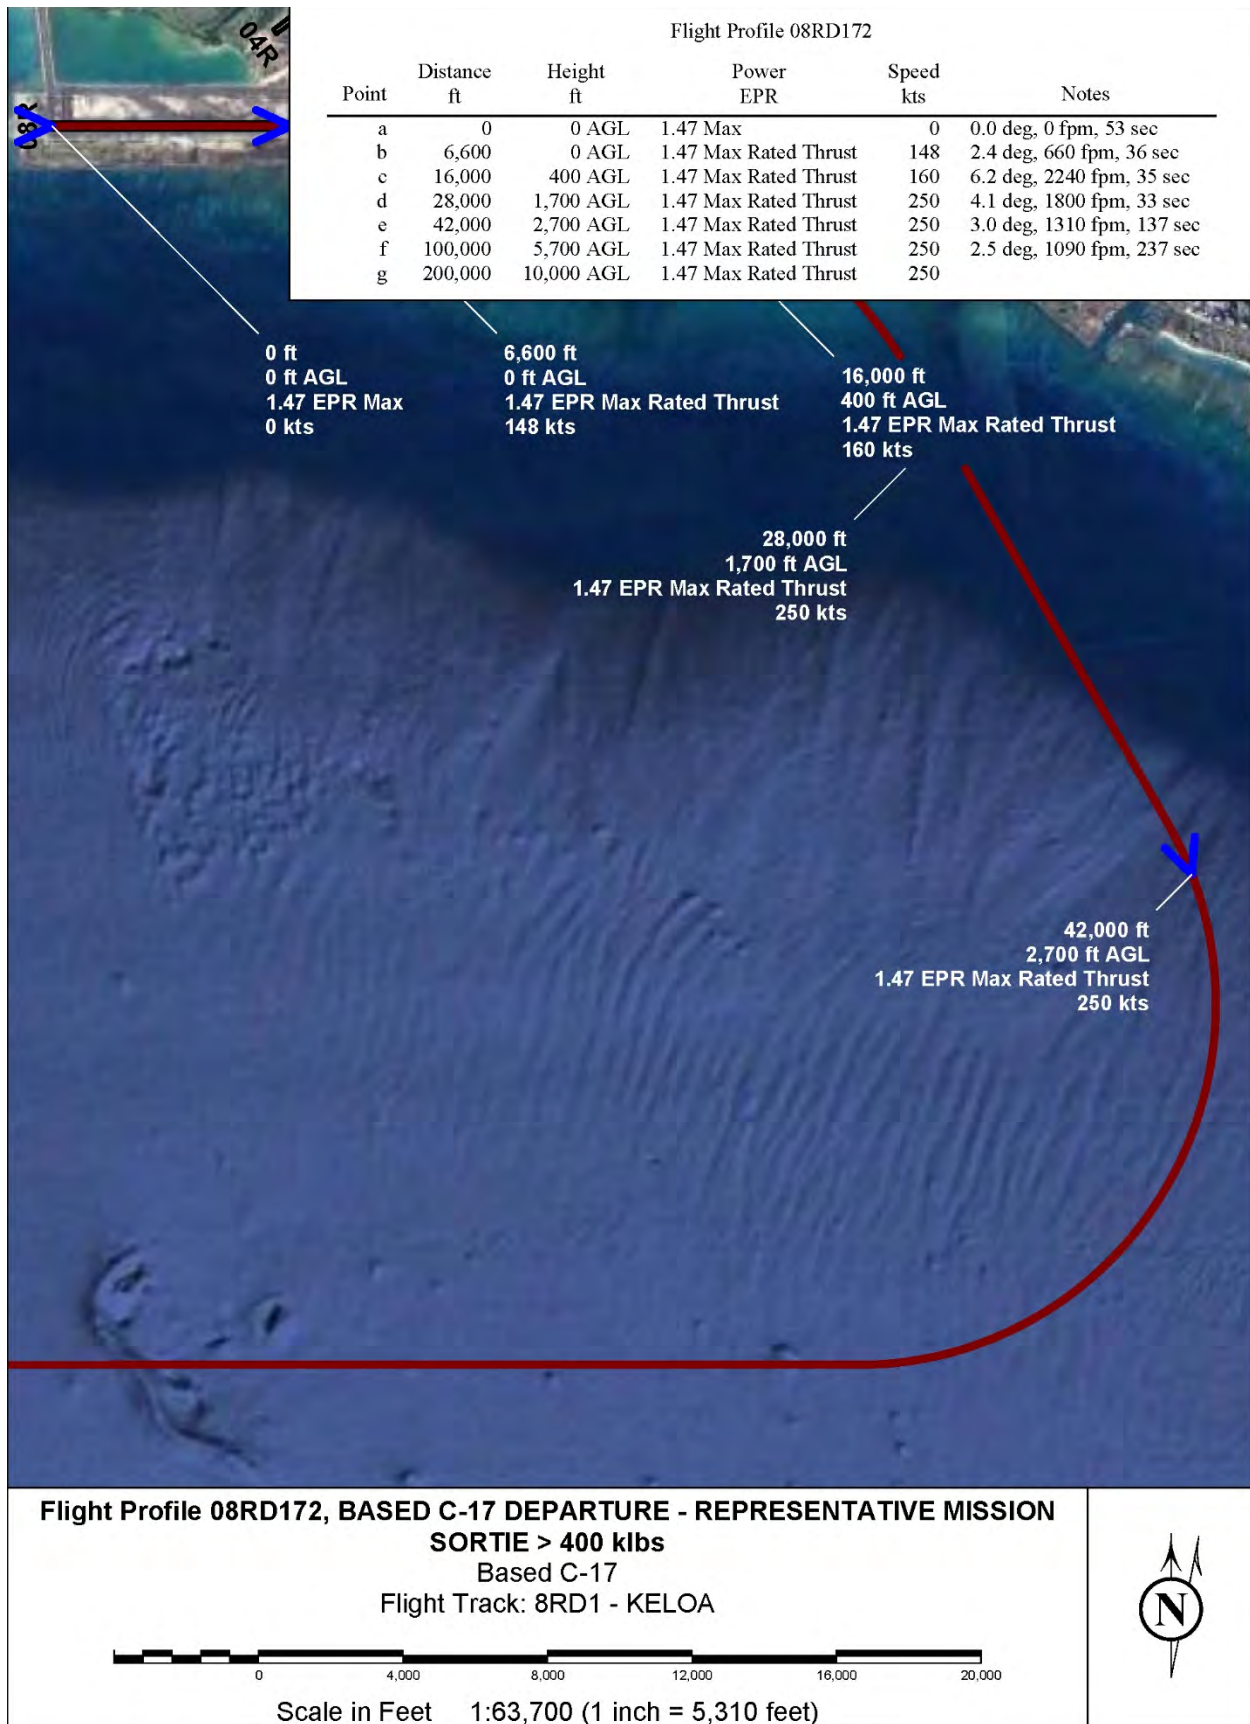 04R
08R
Flight Profile 08RD172
Point Distance ft Height ft Power EPR Speed kts Notes
a 0 0 AGL 1.47 Max 0 0.0 deg, 0 fpm, 53 sec
b 6,600 0 AGL 1.47 Max Rated Thrust 148 2.4 deg, 660 fpm, 36 sec
c 16,000 400 AGL 1.47 Max Rated Thrust 160 6.2 deg, 2240 fpm, 35 sec
d 28,000 1,700 AGL 1.47 Max Rated Thrust 250 4.1 deg, 1800 fpm, 33 sec
e 42,000 2,700 AGL 1.47 Max Rated Thrust 250 3.0 deg, 1310 fpm, 137 sec
f 100,000 5,700 AGL 1.47 Max Rated Thrust 250 2.5 deg, 1090 fpm, 237 sec
g 200,000 10,000 AGL 1.47 Max Rated Thrust 250
0 ft
0 ft AGL
1.47 EPR Max
0 kts
6,600 ft
0 ft AGL
1.47 EPR Max Rated Thrust
148 kts
16,000 ft
400 ft AGL
1.47 EPR Max Rated Thrust
160 kts
28,000 ft
1,700 ft AGL
1.47 EPR Max Rated Thrust
250 kts
42,000 ft
2,700 ft AGL
1.47 EPR Max Rated Thrust
250 kts
Flight Profile 08RD172, BASED C-17 DEPARTURE - REPRESENTATIVE MISSION
SORTIE > 400 klbs
Based C-17
Flight Track: 8RD1 - KELOA
0 4,000 8,000 12,000 16,000 20,000
Scale in Feet 1:63,700 (1 inch = 5,310 feet)
N